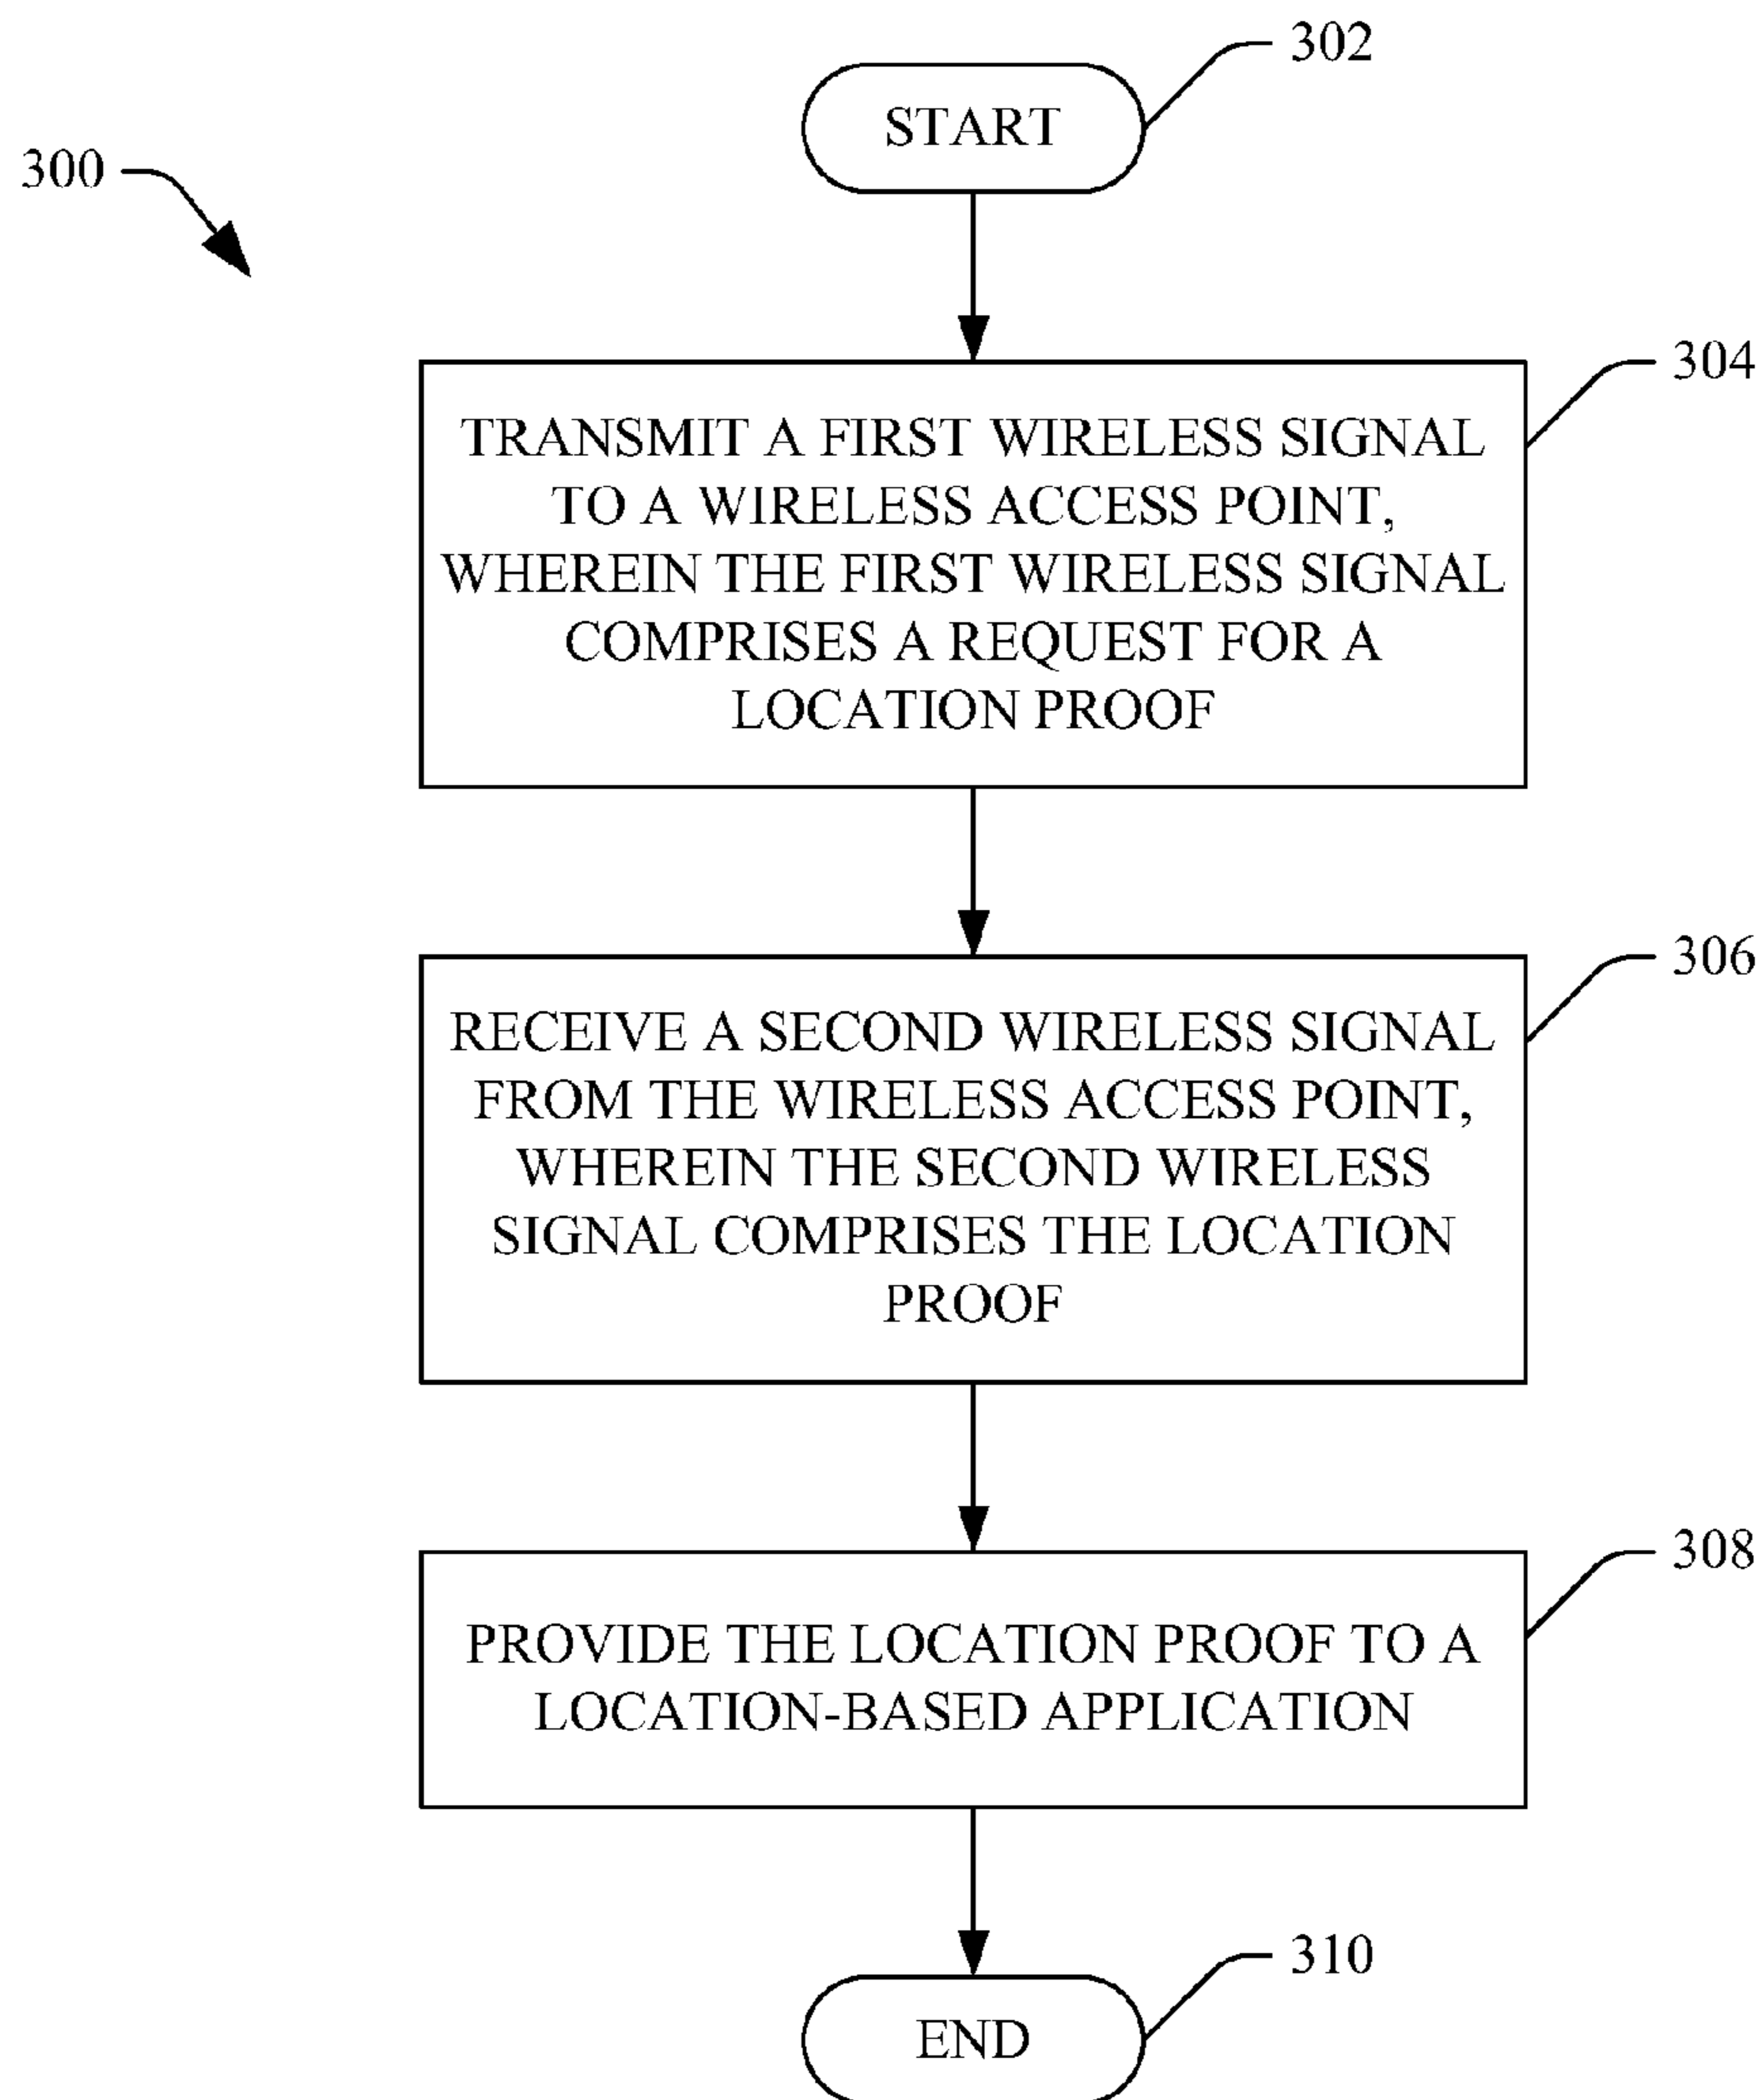 302
START
300
304
TRANSMIT A FIRST WIRELESS SIGNAL
TO A WIRELESS ACCESS POINT,
WHEREIN THE FIRST WIRELESS SIGNAL
COMPRISES A REQUEST FOR A
LOCATION PROOF
306
RECEIVE A SECOND WIRELESS SIGNAL
FROM THE WIRELESS ACCESS POINT,
WHEREIN THE SECOND WIRELESS
SIGNAL COMPRISES THE LOCATION
PROOF
308
PROVIDE THE LOCATION PROOF TO A
LOCATION-BASED APPLICATION
310
END